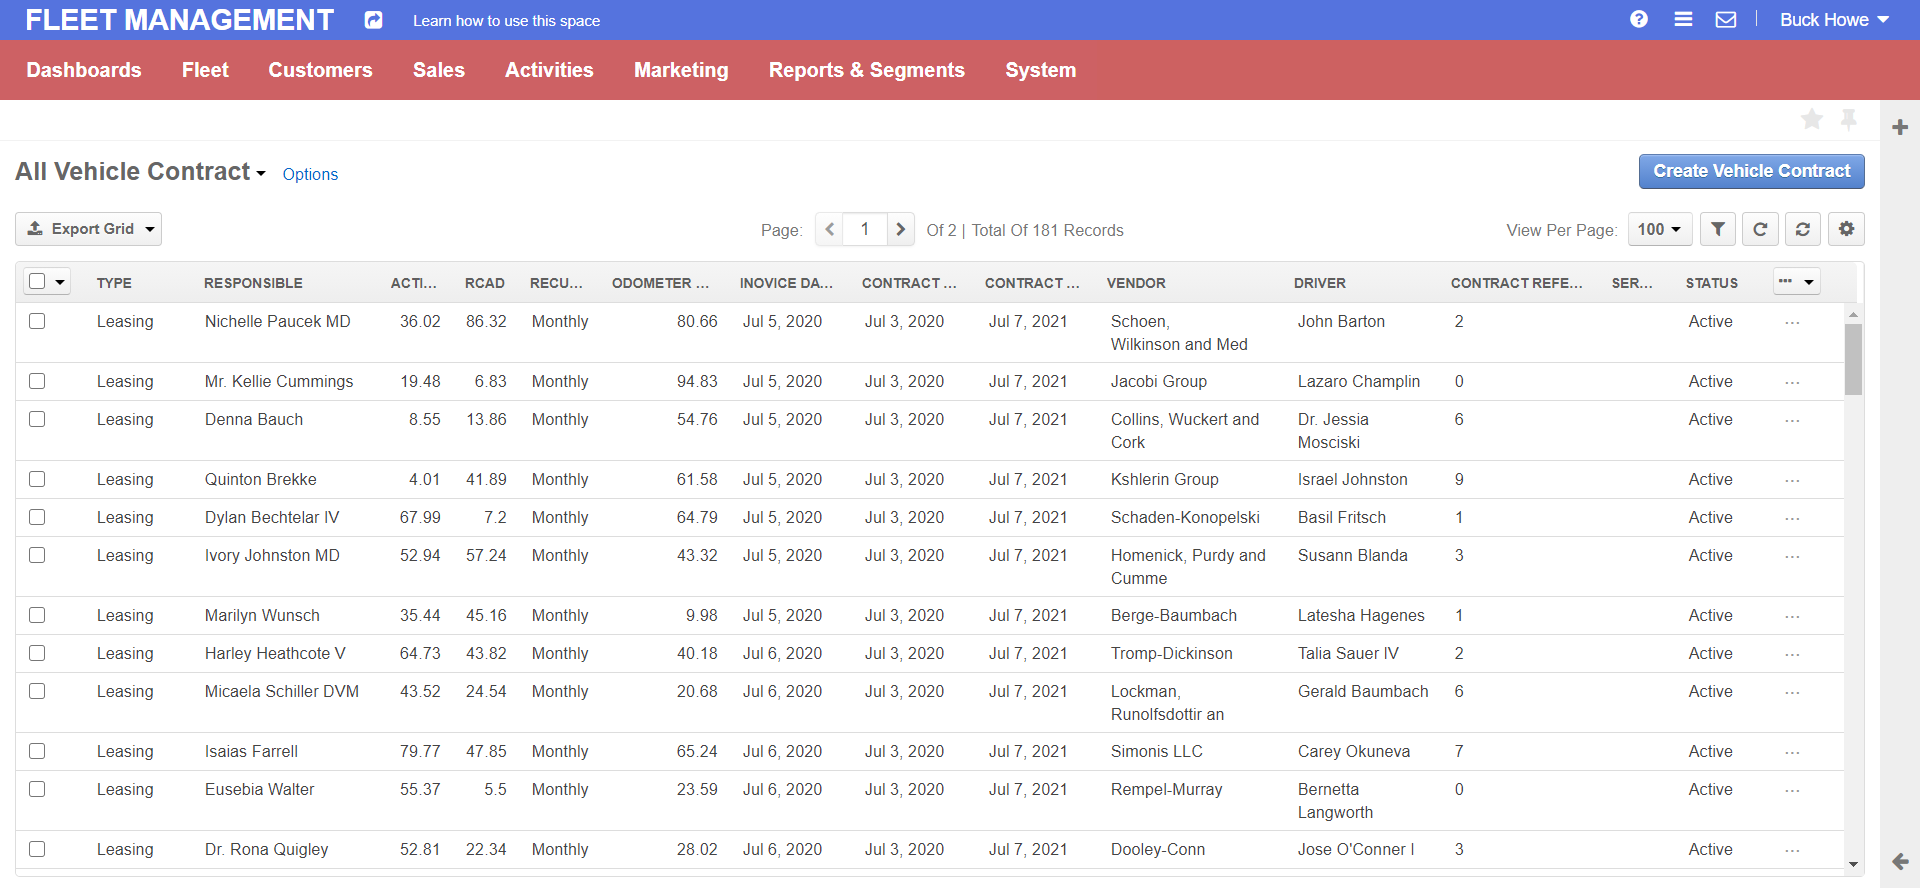 FLEET MANAGEMENT Learn how to use this space Buck Howe
Dashboards Fleet Customers Sales Activities Marketing Reports & Segments System
All Vehicle Contract Options Create Vehicle Contract
Export Grid Page: 1 Of 2 | Total Of 181 Records View Per Page: 100
TYPE RESPONSIBLE ACTI... RCAD RECU... ODOMETER ... INOVICE DA... CONTRACT ... CONTRACT ... VENDOR DRIVER CONTRACT REFE... SER... STATUS
Leasing Nichelle Paucek MD 36.02 86.32 Monthly 80.66 Jul 5, 2020 Jul 3, 2020 Jul 7, 2021 Schoen, John Barton 2 Active ...
Wilkinson and Med
Leasing Mr. Kellie Cummings 19.48 6.83 Monthly 94.83 Jul 5, 2020 Jul 3, 2020 Jul 7, 2021 Jacobi Group Lazaro Champlin 0 Active ...
Leasing Denna Bauch 8.55 13.86 Monthly 54.76 Jul 5, 2020 Jul 3, 2020 Jul 7, 2021 Collins, Wuckert and Dr. Jessia 6 Active ...
Cork Mosciski
Leasing Quinton Brekke 4.01 41.89 Monthly 61.58 Jul 5, 2020 Jul 3, 2020 Jul 7, 2021 Kshlerin Group Israel Johnston 9 Active ...
Leasing Dylan Bechtelar IV 67.99 7.2 Monthly 64.79 Jul 5, 2020 Jul 3, 2020 Jul 7, 2021 Schaden-Konopelski Basil Fritsch 1 Active ...
Leasing Ivory Johnston MD 52.94 57.24 Monthly 43.32 Jul 5, 2020 Jul 3, 2020 Jul 7, 2021 Homenick, Purdy and Susann Blanda 3 Active ...
Cumme
Leasing Marilyn Wunsch 35.44 45.16 Monthly 9.98 Jul 5, 2020 Jul 3, 2020 Jul 7, 2021 Berge-Baumbach Latesha Hagenes 1 Active ...
Leasing Harley Heathcote V 64.73 43.82 Monthly 40.18 Jul 6, 2020 Jul 3, 2020 Jul 7, 2021 Tromp-Dickinson Talia Sauer IV 2 Active ...
Leasing Micaela Schiller DVM 43.52 24.54 Monthly 20.68 Jul 6, 2020 Jul 3, 2020 Jul 7, 2021 Lockman, Gerald Baumbach 6 Active ...
Runolfsdottir an
Leasing Isaias Farrell 79.77 47.85 Monthly 65.24 Jul 6, 2020 Jul 3, 2020 Jul 7, 2021 Simonis LLC Carey Okuneva 7 Active ...
Leasing Eusebia Walter 55.37 5.5 Monthly 23.59 Jul 6, 2020 Jul 3, 2020 Jul 7, 2021 Rempel-Murray Bernetta 0 Active ...
Langworth
Leasing Dr. Rona Quigley 52.81 22.34 Monthly 28.02 Jul 6, 2020 Jul 3, 2020 Jul 7, 2021 Dooley-Conn Jose O'Conner I 3 Active ...